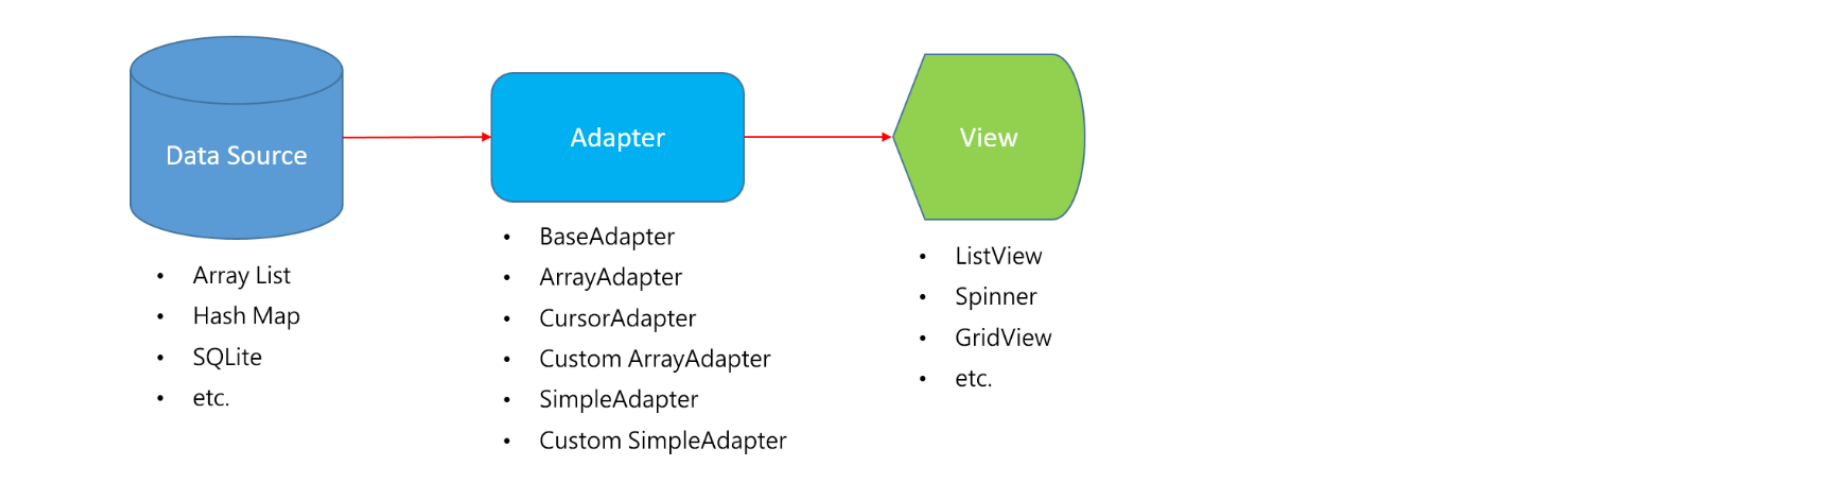 Data Source
• Array List
• Hash Map
• SQLite
• etc.
Adapter
• BaseAdapter
• ArrayAdapter
• CursorAdapter
• Custom ArrayAdapter
• SimpleAdapter
• Custom SimpleAdapter
View
• ListView
• Spinner
• GridView
• etc.